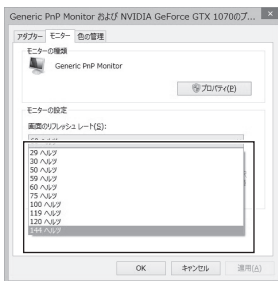 Generic PnP Monitor および NVIDIA GeForce GTX 1070のプ...
アダプター モニター 色の管理
モニターの種類
Generic PnP Monitor
プロパティ(P)
モニターの設定
画面のリフレッシュ レート(S):
29 ヘルツ
30 ヘルツ
50 ヘルツ
59 ヘルツ
60 ヘルツ
75 ヘルツ
100 ヘルツ
119 ヘルツ
120 ヘルツ
144 ヘルツ
OK キャンセル 適用(A)